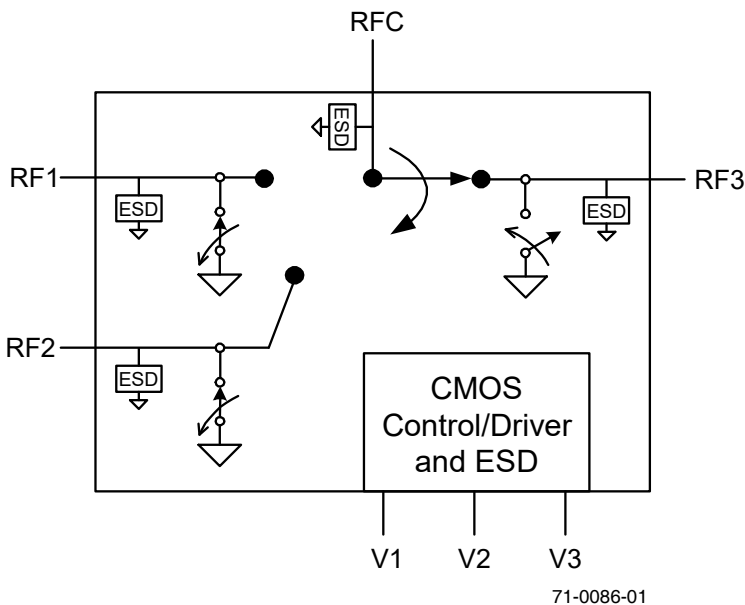 RFC
ESD
RF1
ESD
RF3
ESD
RF2
ESD
CMOS
Control/Driver
and ESD
V1
V2
V3
71-0086-01